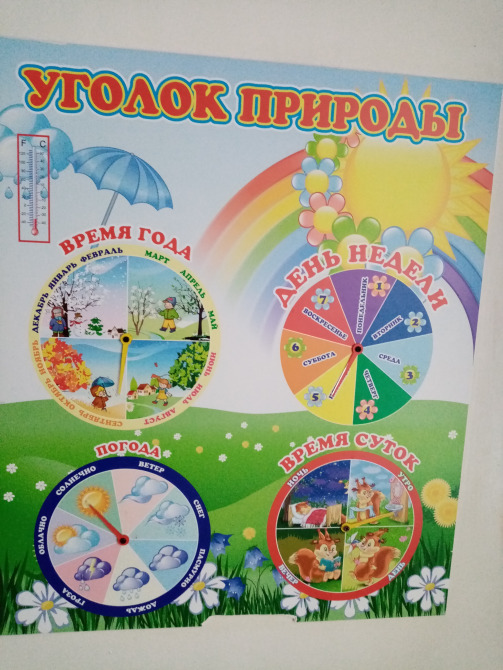 УГОЛОК ПРИРОДЫ
F C
ВРЕМЯ ГОДА
ДЕКАБРЬ ЯНВАРЬ ФЕВРАЛЬ МАРТ АПРЕЛЬ МАЙ ИЮНЬ ИЮЛЬ АВГУСТ СЕНТЯБРЬ ОКТЯБРЬ НОЯБРЬ
ДЕНЬ НЕДЕЛИ
1 ПОНЕДЕЛЬНИК
2 ВТОРНИК
3 СРЕДА
4 ЧЕТВЕРГ
5
6 СУББОТА
7 ВОСКРЕСЕНЬЕ
ПОГОДА
СОЛНЕЧНО ВЕТЕР СНЕГ ПАСМУРНО ДОЖДЬ ГРОЗА ОБЛАЧНО
ВРЕМЯ СУТОК
НОЧЬ УТРО ДЕНЬ ВЕЧЕР